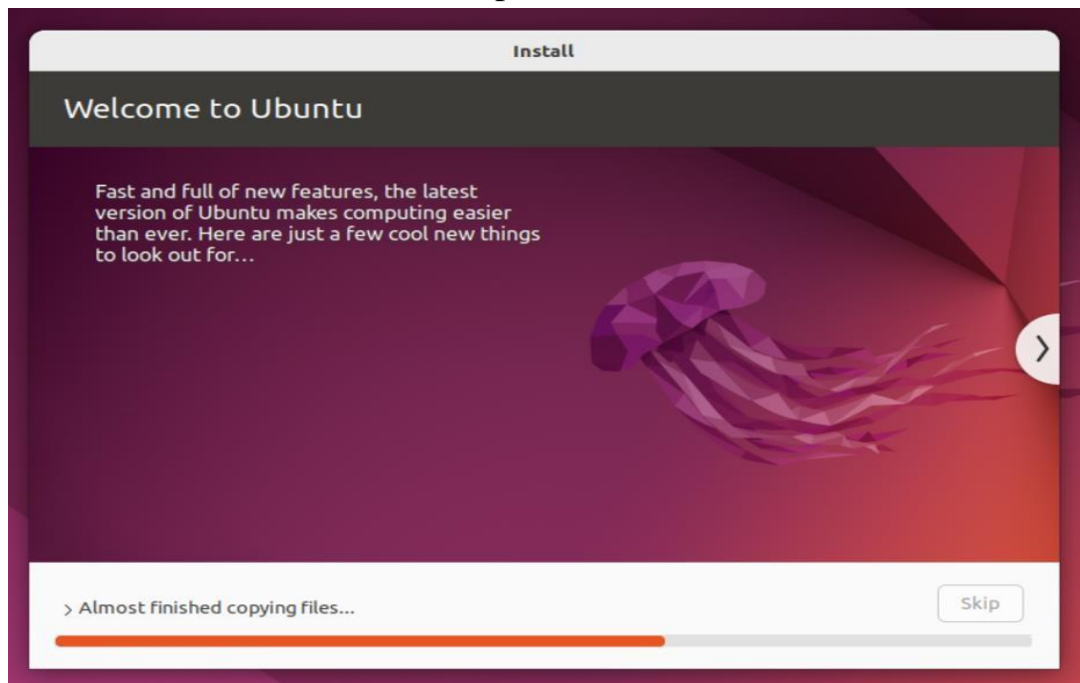 Install
Welcome to Ubuntu
Fast and full of new features, the latest
version of Ubuntu makes computing easier
than ever. Here are just a few cool new things
to look out for...
> Almost finished copying files...
Skip